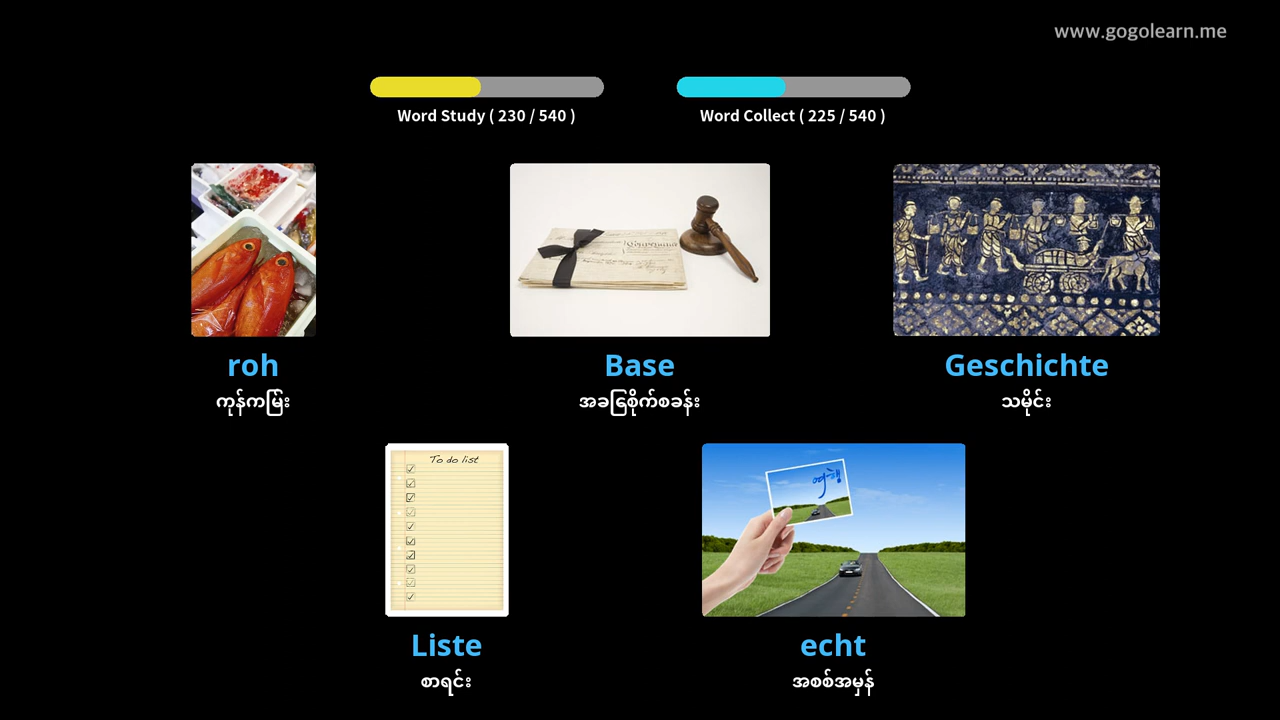 www.gogolearn.me
Word Study ( 230 / 540 )
Word Collect ( 225 / 540 )
roh
ကုန်ကမ်ြး
Base
အခြေစိုက်စခန်း
Geschichte
သမိုင်း
To do list
여행
Liste
စာရင်း
echt
အစစ်အမှန်